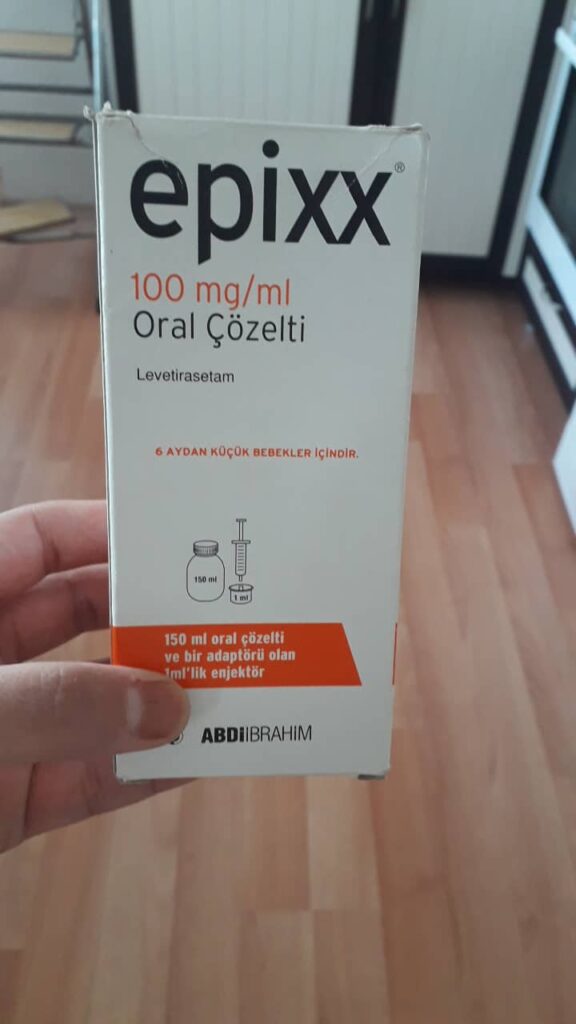 epixx®
100 mg/ml
Oral Çözelti
Levetirasetam
6 AYDAN KÜÇÜK BEBEKLER İÇİNDİR.
150 ml
1 ml
150 ml oral çözelti
ve bir adaptörü olan
1ml'lik enjektör
ABDİİBRAHİM